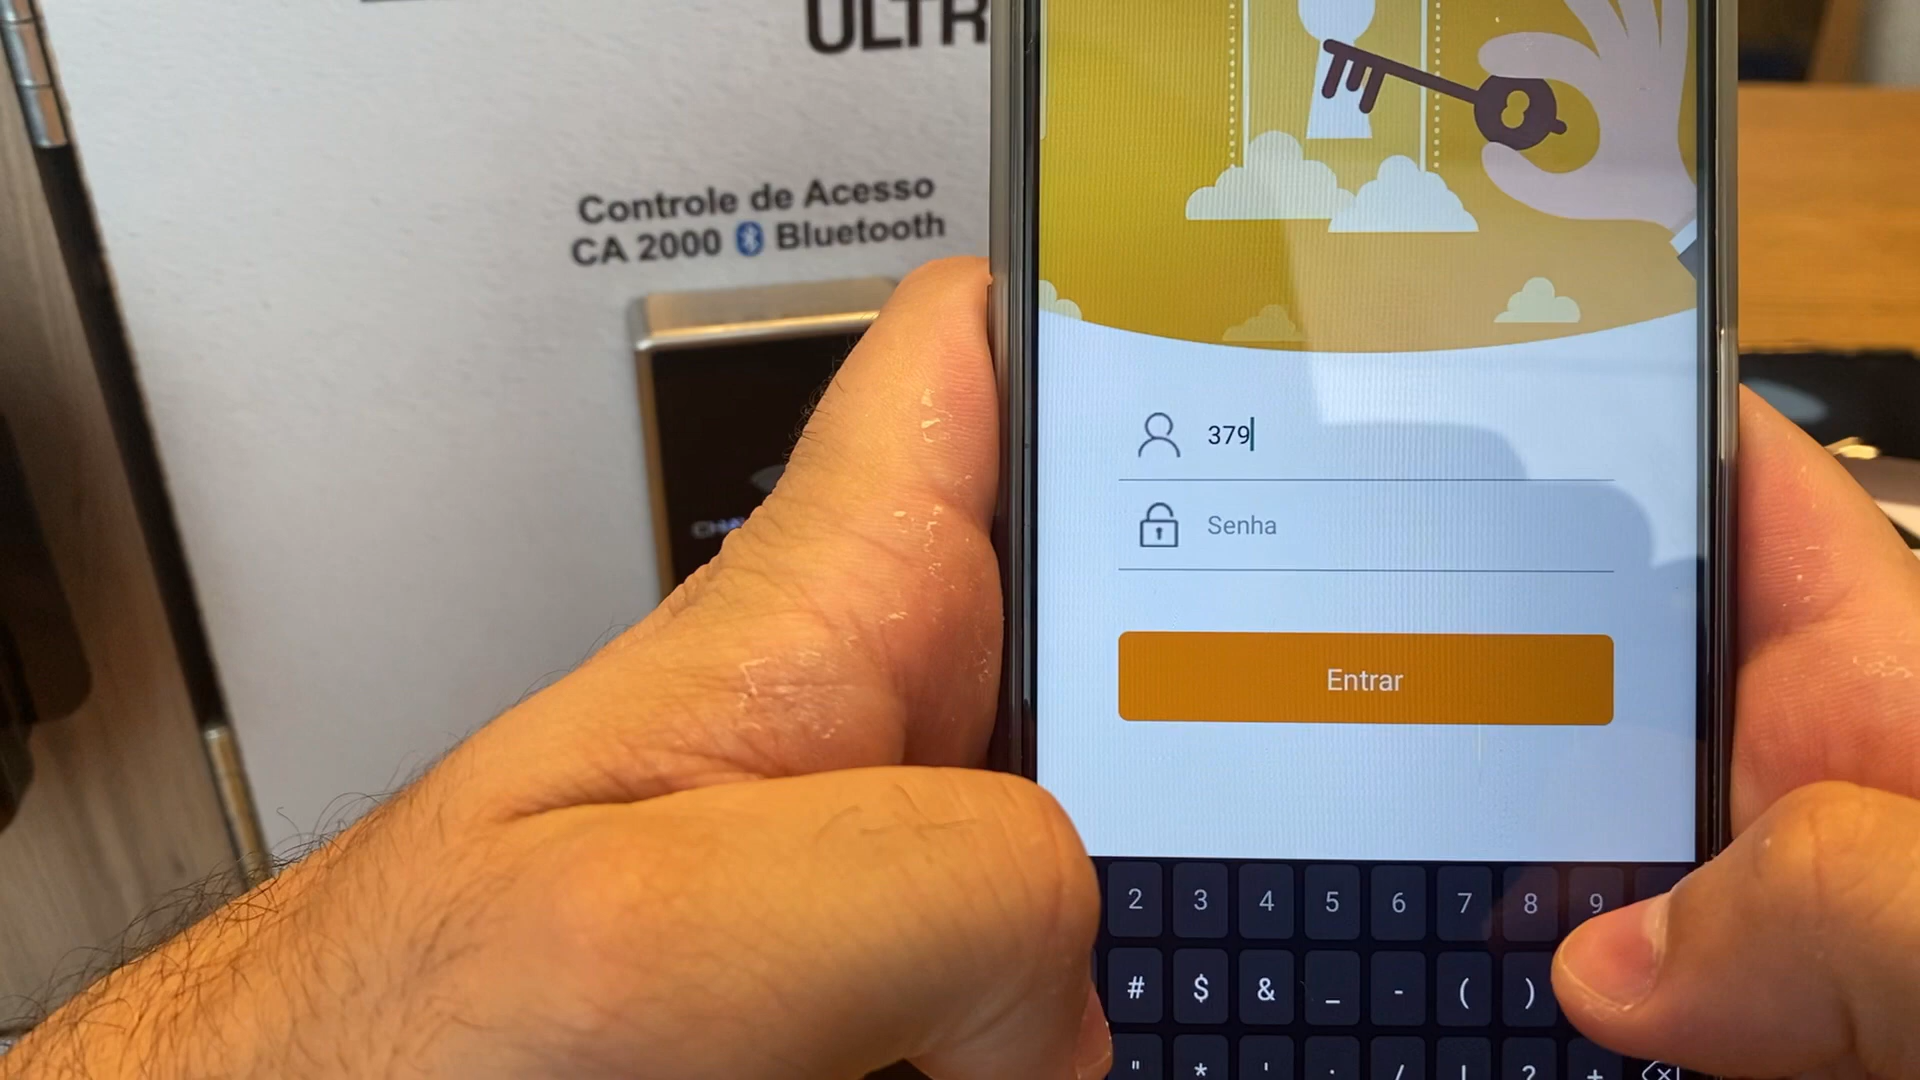 ULTR
Controle de Acesso
CA 2000 Bluetooth
379
Senha
Entrar
2 3 4 5 6 7 8 9
# $ & _ - ( )
" * ' : / ! ? +